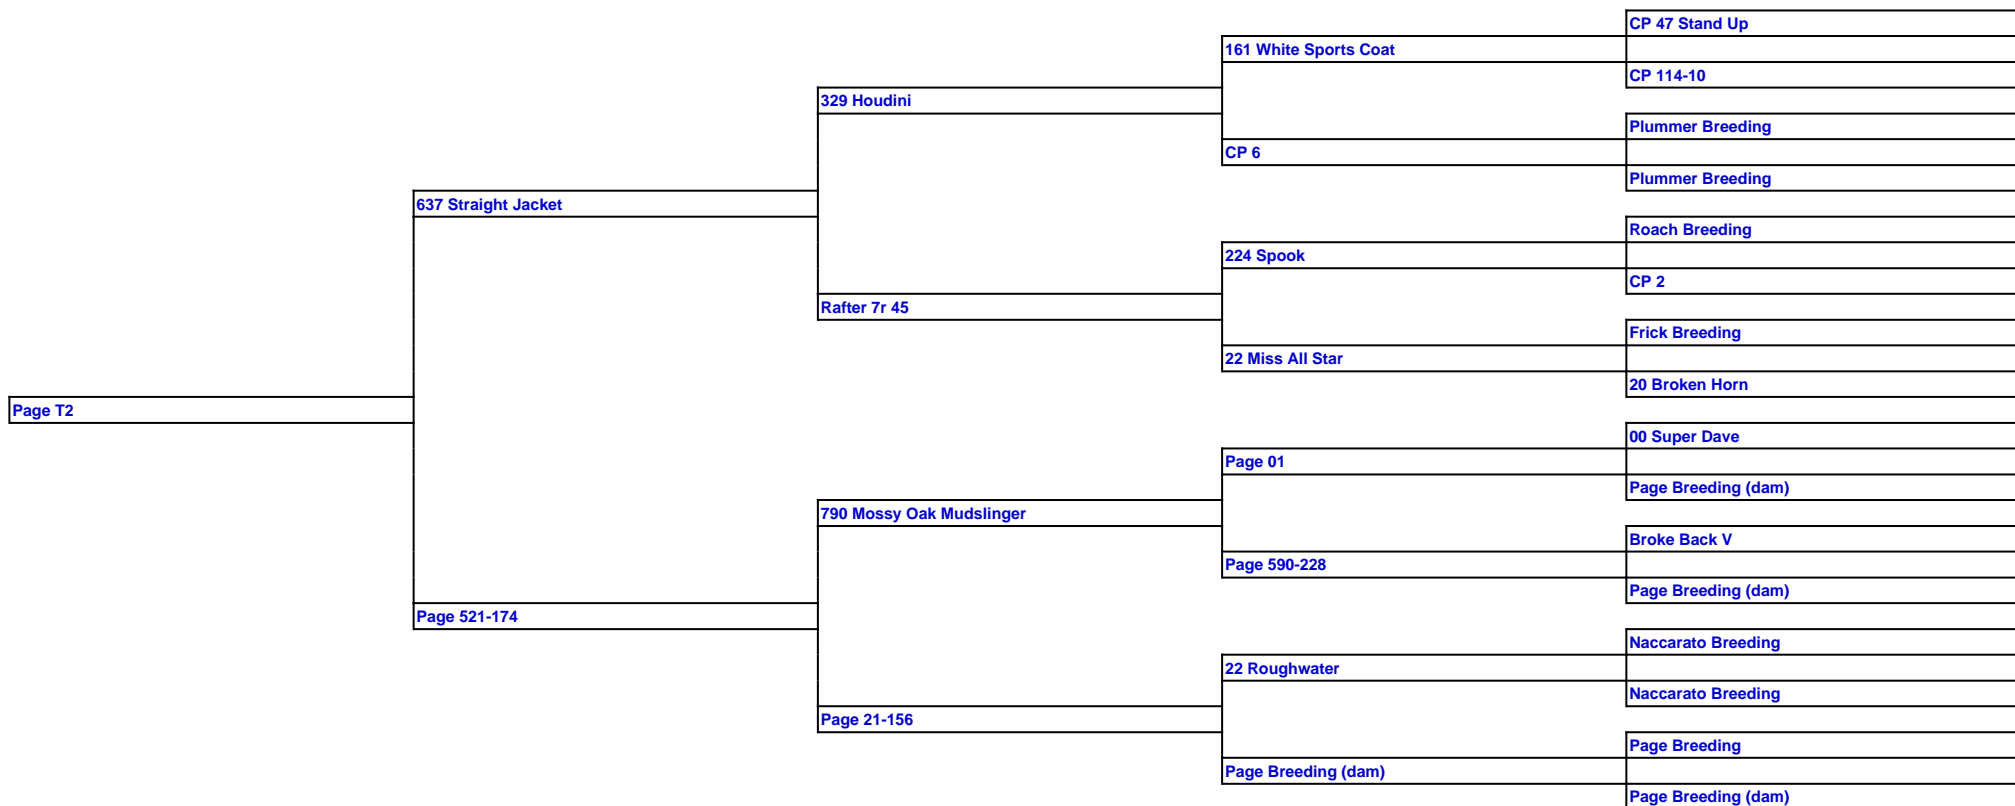 CP 47 Stand Up
161 White Sports Coat
CP 114-10
329 Houdini
Plummer Breeding
CP 6
Plummer Breeding
637 Straight Jacket
Roach Breeding
224 Spook
CP 2
Rafter 7r 45
Frick Breeding
22 Miss All Star
20 Broken Horn
Page T2
00 Super Dave
Page 01
Page Breeding (dam)
790 Mossy Oak Mudslinger
Broke Back V
Page 590-228
Page Breeding (dam)
Page 521-174
Naccarato Breeding
22 Roughwater
Naccarato Breeding
Page 21-156
Page Breeding
Page Breeding (dam)
Page Breeding (dam)